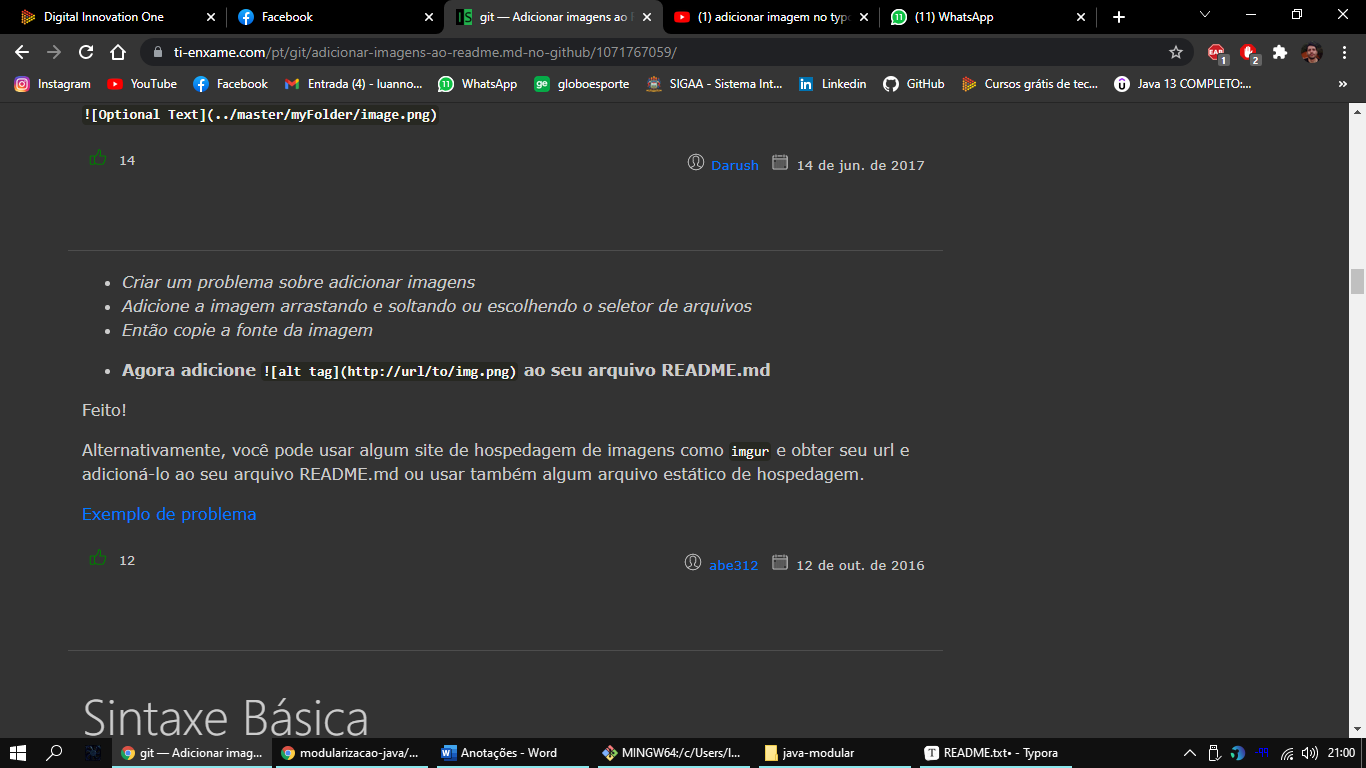 Digital Innovation One
Facebook
git — Adicionar imagens ao
(1) adicionar imagem no typo
(11) WhatsApp
ti-enxame.com/pt/git/adicionar-imagens-ao-readme.md-no-github/1071767059/
1
2
Instagram
YouTube
Facebook
Entrada (4) - luanno...
WhatsApp
globoesporte
SIGAA - Sistema Int...
Linkedin
GitHub
Cursos grátis de tec...
Java 13 COMPLETO:...
»
![Optional Text](../master/myFolder/image.png)
14
Darush
14 de jun. de 2017
• Criar um problema sobre adicionar imagens
• Adicione a imagem arrastando e soltando ou escolhendo o seletor de arquivos
• Então copie a fonte da imagem
• Agora adicione ![alt tag](http://url/to/img.png) ao seu arquivo README.md
Feito!
Alternativamente, você pode usar algum site de hospedagem de imagens como imgur e obter seu url e
adicioná-lo ao seu arquivo README.md ou usar também algum arquivo estático de hospedagem.
Exemplo de problema
12
abe312
12 de out. de 2016
Sintaxe Básica
git — Adicionar imag...
modularizacao-java/...
Anotações - Word
MINGW64:/c/Users/l...
java-modular
README.txt• - Typora
21:00